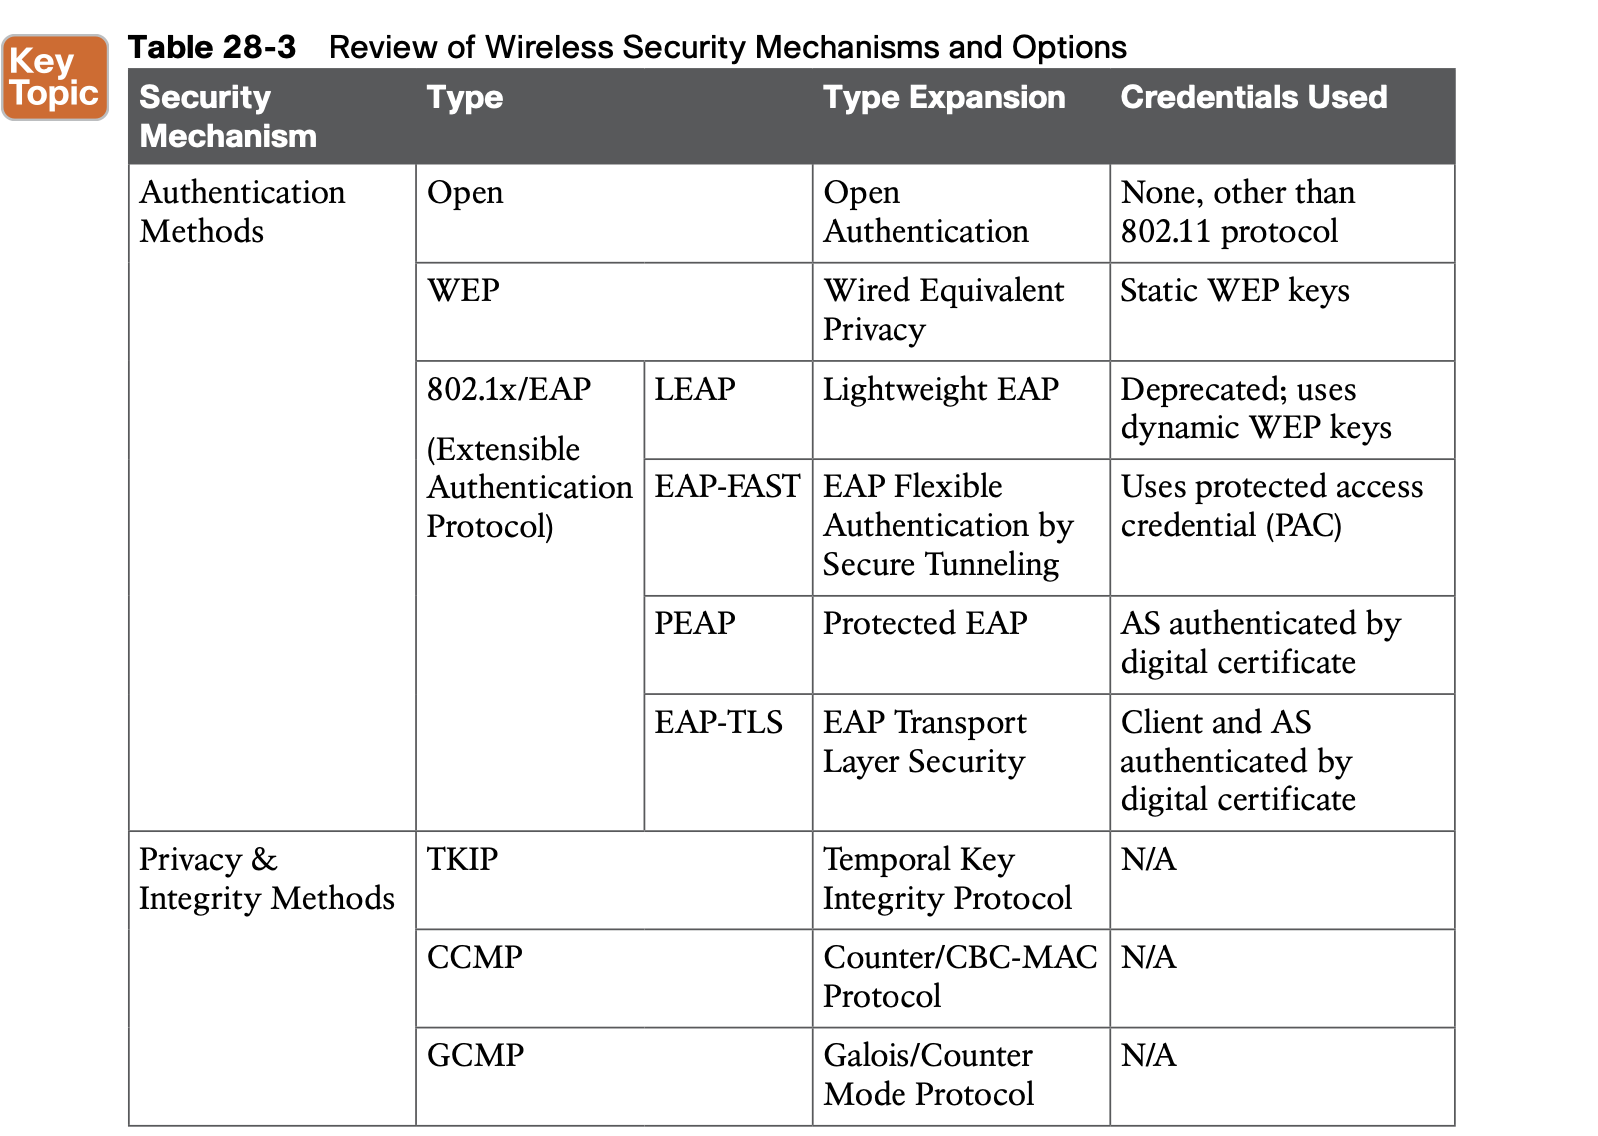 Key
Topic
Table 28-3 Review of Wireless Security Mechanisms and Options
Security
Mechanism
Type
Type Expansion
Credentials Used
Authentication
Methods
Open
Open
Authentication
None, other than
802.11 protocol
WEP
Wired Equivalent
Privacy
Static WEP keys
802.1x/EAP
(Extensible
Authentication
Protocol)
LEAP
Lightweight EAP
Deprecated; uses
dynamic WEP keys
EAP-FAST
EAP Flexible
Authentication by
Secure Tunneling
Uses protected access
credential (PAC)
PEAP
Protected EAP
AS authenticated by
digital certificate
EAP-TLS
EAP Transport
Layer Security
Client and AS
authenticated by
digital certificate
Privacy &
Integrity Methods
TKIP
Temporal Key
Integrity Protocol
N/A
CCMP
Counter/CBC-MAC
Protocol
N/A
GCMP
Galois/Counter
Mode Protocol
N/A